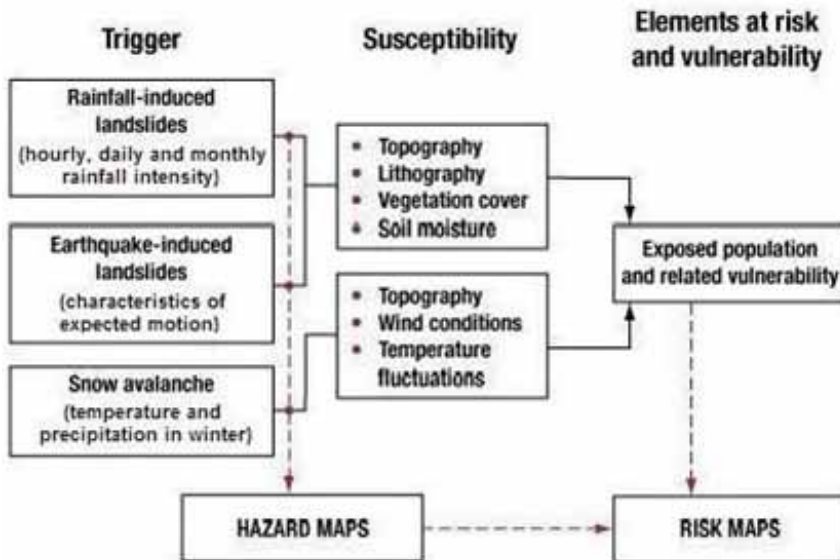 Trigger
Susceptibility
Elements at risk
and vulnerability
Rainfall-induced
landslides
(hourly, daily and monthly
rainfall intensity)
Earthquake-induced
landslides
(characteristics of
expected motion)
Snow avalanche
(temperature and
precipitation in winter)
Topography
Lithography
Vegetation cover
Soil moisture
Topography
Wind conditions
Temperature
fluctuations
Exposed population
and related vulnerability
HAZARD MAPS
RISK MAPS